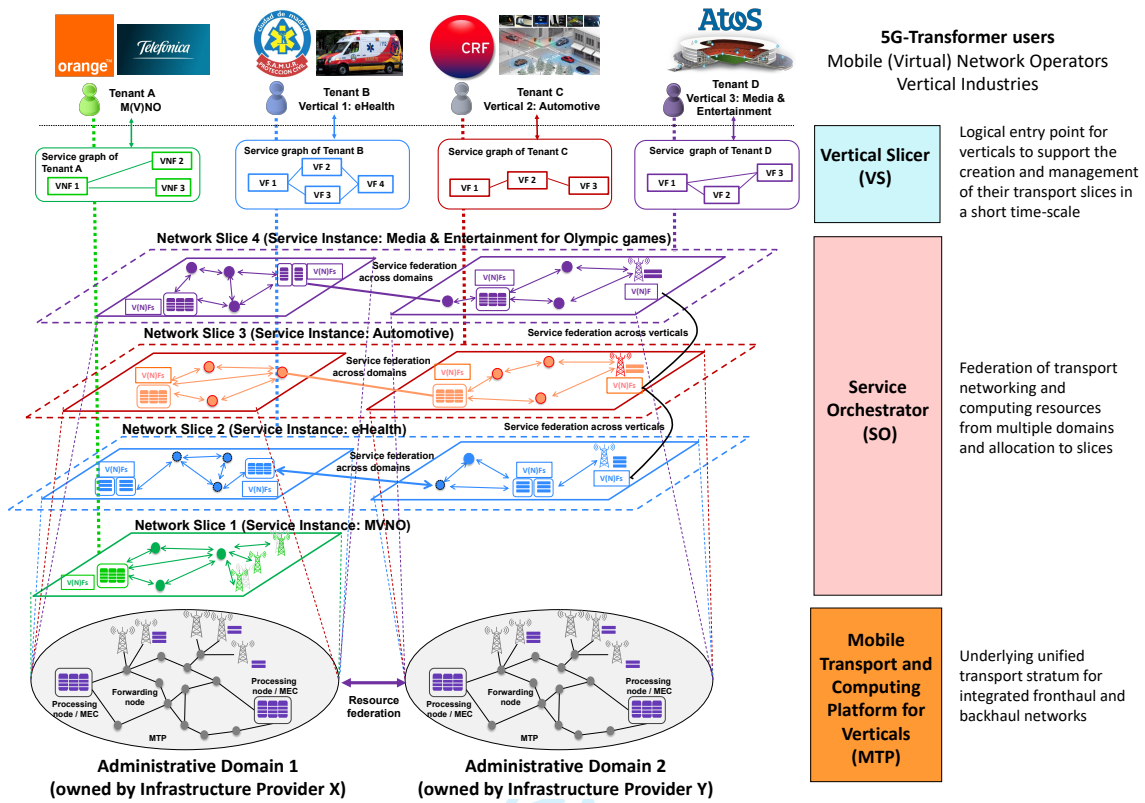 orange™
Telefónica
ciudad de madrid
S.A.M.U.R.
PROTECCION CIVIL
CRF
Atos
5G-Transformer users
Mobile (Virtual) Network Operators
Vertical Industries
Tenant A
M(V)NO
Tenant B
Vertical 1: eHealth
Tenant C
Vertical 2: Automotive
Tenant D
Vertical 3: Media &
Entertainment
Service graph of
Tenant A
VNF 1
VNF 2
VNF 3
Service graph of Tenant B
VF 1
VF 2
VF 3
VF 4
Service graph of Tenant C
VF 1
VF 2
VF 3
Service graph of Tenant D
VF 1
VF 2
VF 3
Vertical Slicer
(VS)
Logical entry point for
verticals to support the
creation and management
of their transport slices in
a short time-scale
Network Slice 4 (Service Instance: Media & Entertainment for Olympic games)
V(N)Fs
V(N)Fs
Service federation
across domains
V(N)Fs
V(N)F
Service federation across verticals
Network Slice 3 (Service Instance: Automotive)
V(N)Fs
Service federation
across domains
V(N)Fs
V(N)Fs
Service federation across verticals
Network Slice 2 (Service Instance: eHealth)
V(N)Fs
V(N)Fs
Service federation
across domains
V(N)Fs
V(N)Fs
Network Slice 1 (Service Instance: MVNO)
V(N)Fs
Service
Orchestrator
(SO)
Federation of transport
networking and
computing resources
from multiple domains
and allocation to slices
Processing
node / MEC
Forwarding
node
Processing
node / MEC
MTP
Resource
federation
Processing
node / MEC
Forwarding
node
Processing
node / MEC
MTP
Administrative Domain 1
(owned by Infrastructure Provider X)
Administrative Domain 2
(owned by Infrastructure Provider Y)
Mobile
Transport and
Computing
Platform for
Verticals
(MTP)
Underlying unified
transport stratum for
integrated fronthaul and
backhaul networks